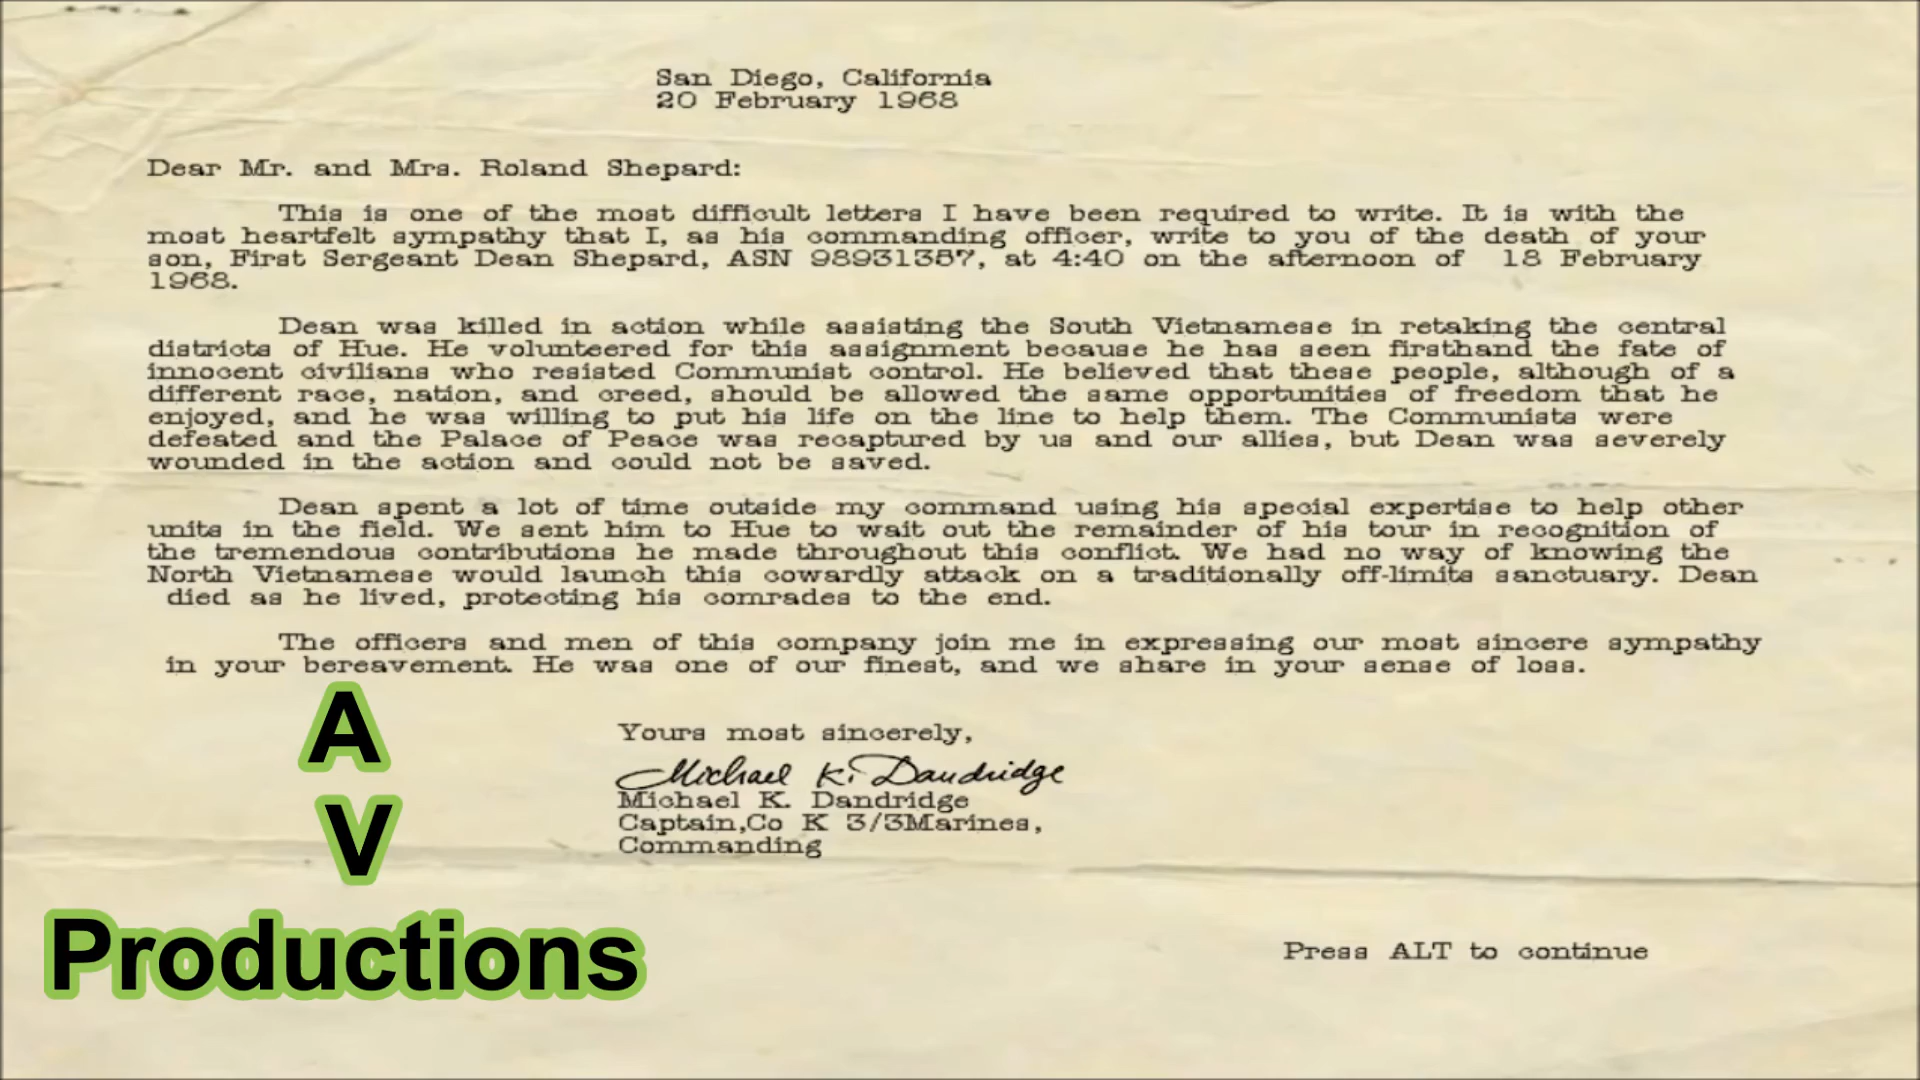 San Diego, California
20 February 1968
Dear Mr. and Mrs. Roland Shepard:
This is one of the most difficult letters I have been required to write. It is with the
most heartfelt sympathy that I, as his commanding officer, write to you of the death of your
son, First Sergeant Dean Shepard, ASN 98931357, at 4:40 on the afternoon of 18 February
1968.
Dean was killed in action while assisting the South Vietnamese in retaking the central
districts of Hue. He volunteered for this assignment because he has seen firsthand the fate of
innocent civilians who resisted Communist control. He believed that these people, although of a
different race, nation, and creed, should be allowed the same opportunities of freedom that he
enjoyed, and he was willing to put his life on the line to help them. The Communists were
defeated and the Palace of Peace was recaptured by us and our allies, but Dean was severely
wounded in the action and could not be saved.
Dean spent a lot of time outside my command using his special expertise to help other
units in the field. We sent him to Hue to wait out the remainder of his tour in recognition of
the tremendous contributions he made throughout this conflict. We had no way of knowing the
North Vietnamese would launch this cowardly attack on a traditionally off-limits sanctuary. Dean
died as he lived, protecting his comrades to the end.
The officers and men of this company join me in expressing our most sincere sympathy
in your bereavement. He was one of our finest, and we share in your sense of loss.
Yours most sincerely,
Michael K. Dandridge
Michael K. Dandridge
Captain,Co K 3/3Marines,
Commanding
A
V
Productions
Press ALT to continue